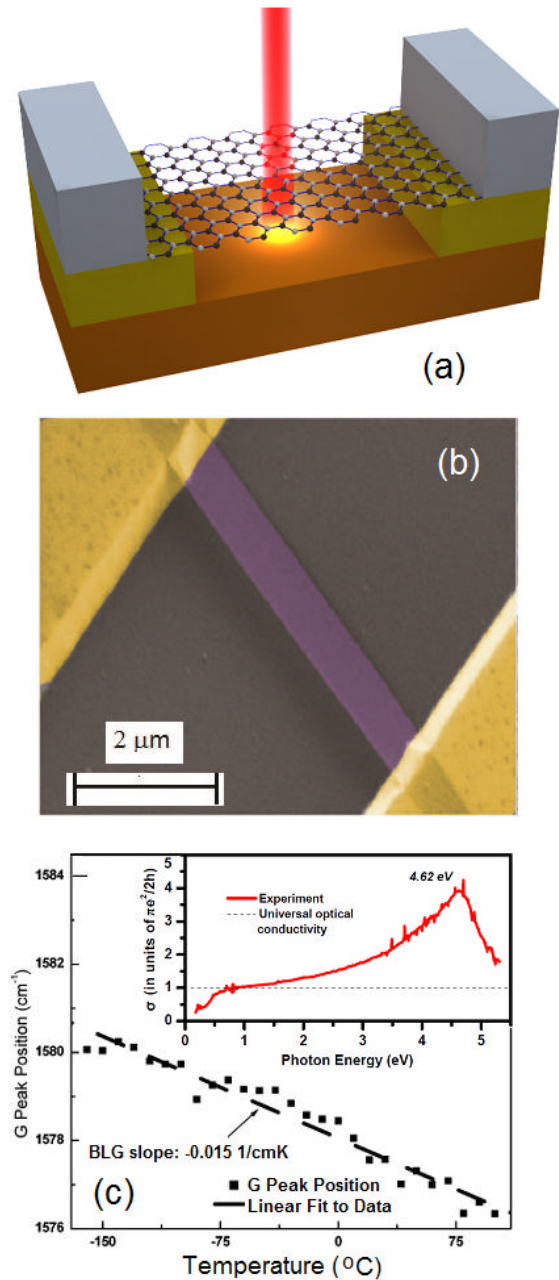 (a)
(b)
2 μm
1584
1582
1580
1578
1576
G Peak Position (cm-1)
5
4
3
2
1
0
σ (in units of πe2/2h)
4.62 eV
Experiment
Universal optical
conductivity
0 1 2 3 4 5
Photon Energy (eV)
BLG slope: -0.015 1/cmK
G Peak Position
Linear Fit to Data
(c)
-150 -75 0 75
Temperature (OC)